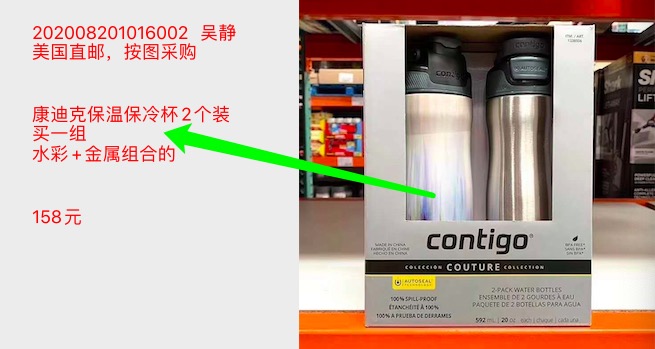 202008201016002 吴静
美国直邮，按图采购
康迪克保温保冷杯2个装
买一组
水彩+金属组合的
158元
CONTIGO
AUTOSEAL
MADE IN CHINA
FABRIQUÉ EN CHINE
HECHO EN CHINA
contigo®
BPA FREE
SANS BPA
SIN BPA
COLECCIÓN COUTURE COLLECTION
AUTOSEAL
100% SPILL-PROOF
ÉTANCHÉITÉ À 100%
100% A PRUEBA DE DERRAMES
2-PACK WATER BOTTLES
ENSEMBLE DE 2 GOURDES À EAU
PAQUETE DE 2 BOTELLAS PARA AGUA
592 mL | 20 oz each | chaque | cada una
Shark
LIFT